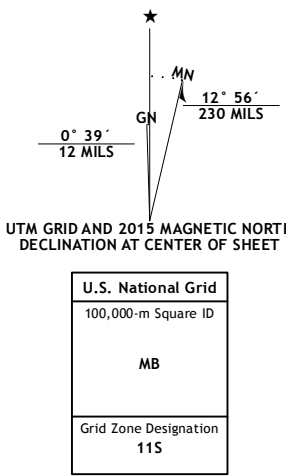 MN
GN
12° 56´
230 MILS
0° 39´
12 MILS
UTM GRID AND 2015 MAGNETIC NORTH
DECLINATION AT CENTER OF SHEET
U.S. National Grid
100,000-m Square ID
MB
Grid Zone Designation
11S